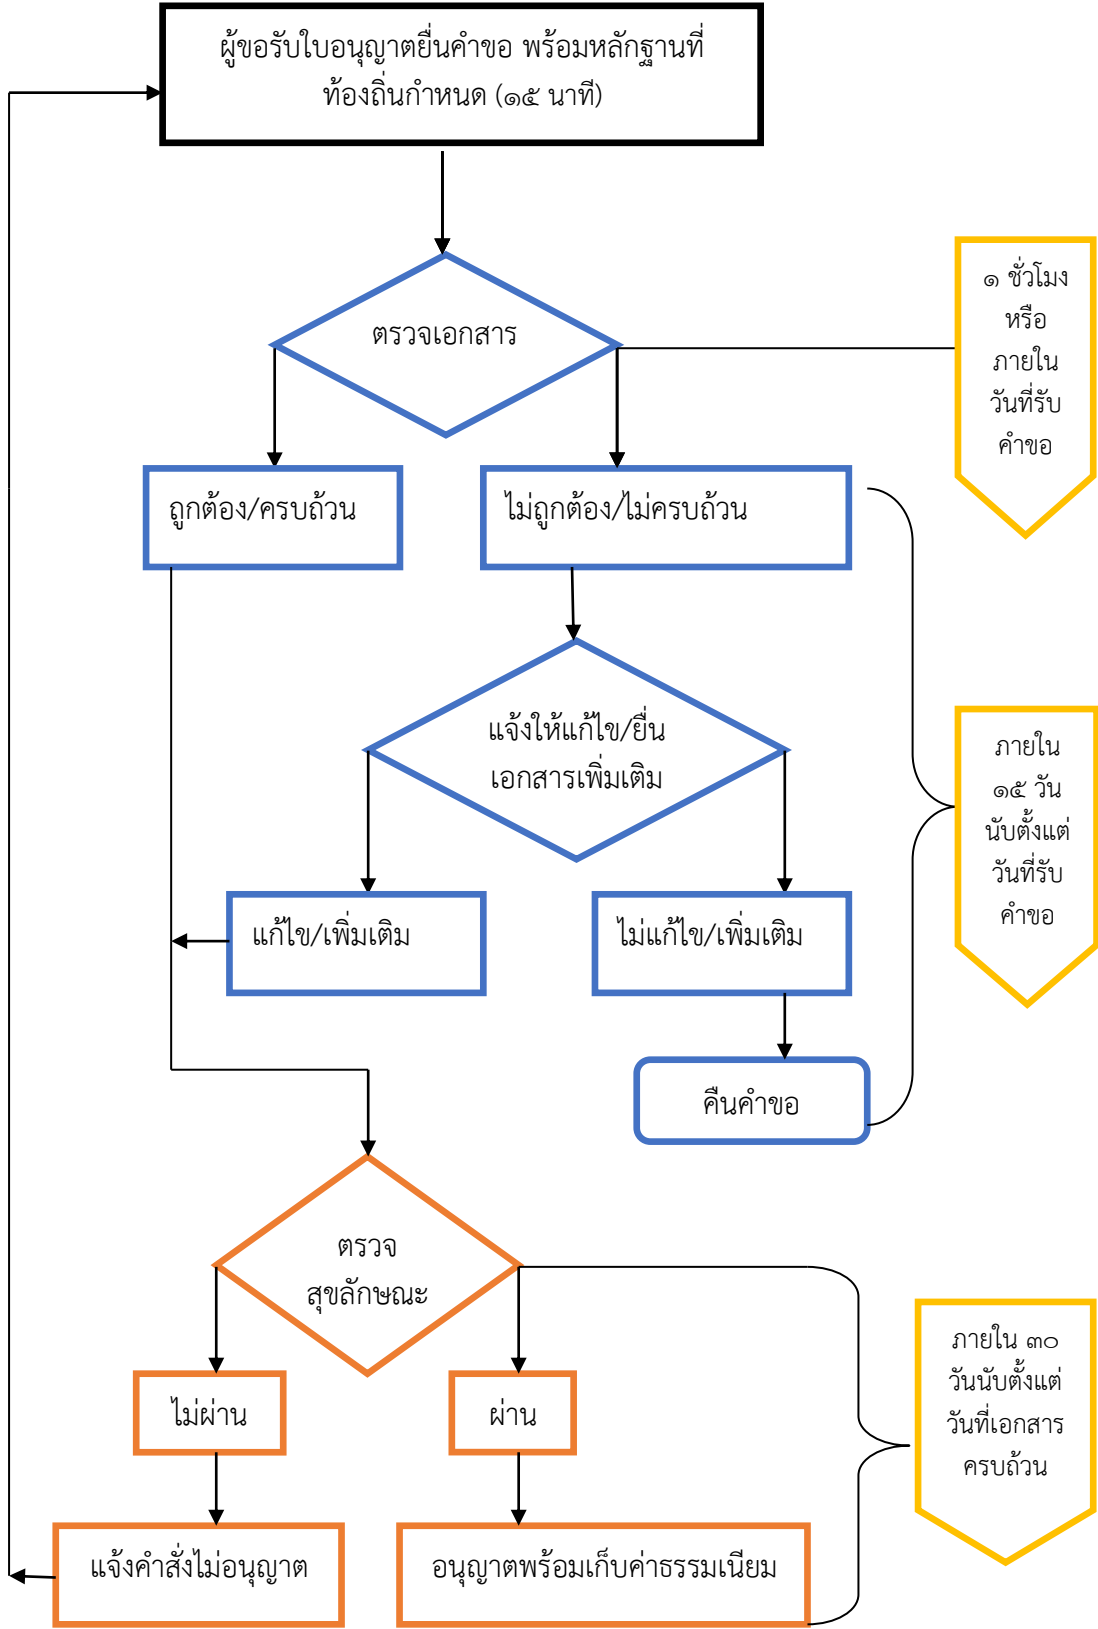 ผู้ขอรับใบอนุญาตยื่นคำขอ พร้อมหลักฐานที่
ท้องถิ่นกำหนด (๑๕ นาที)
ตรวจเอกสาร
๑ ชั่วโมง
หรือ
ภายใน
วันที่รับ
คำขอ
ถูกต้อง/ครบถ้วน
ไม่ถูกต้อง/ไม่ครบถ้วน
แจ้งให้แก้ไข/ยื่น
เอกสารเพิ่มเติม
ภายใน
๑๕ วัน
นับตั้งแต่
วันที่รับ
คำขอ
แก้ไข/เพิ่มเติม
ไม่แก้ไข/เพิ่มเติม
คืนคำขอ
ตรวจ
สุขลักษณะ
ภายใน ๓๐
วันนับตั้งแต่
วันที่เอกสาร
ครบถ้วน
ไม่ผ่าน
ผ่าน
แจ้งคำสั่งไม่อนุญาต
อนุญาตพร้อมเก็บค่าธรรมเนียม